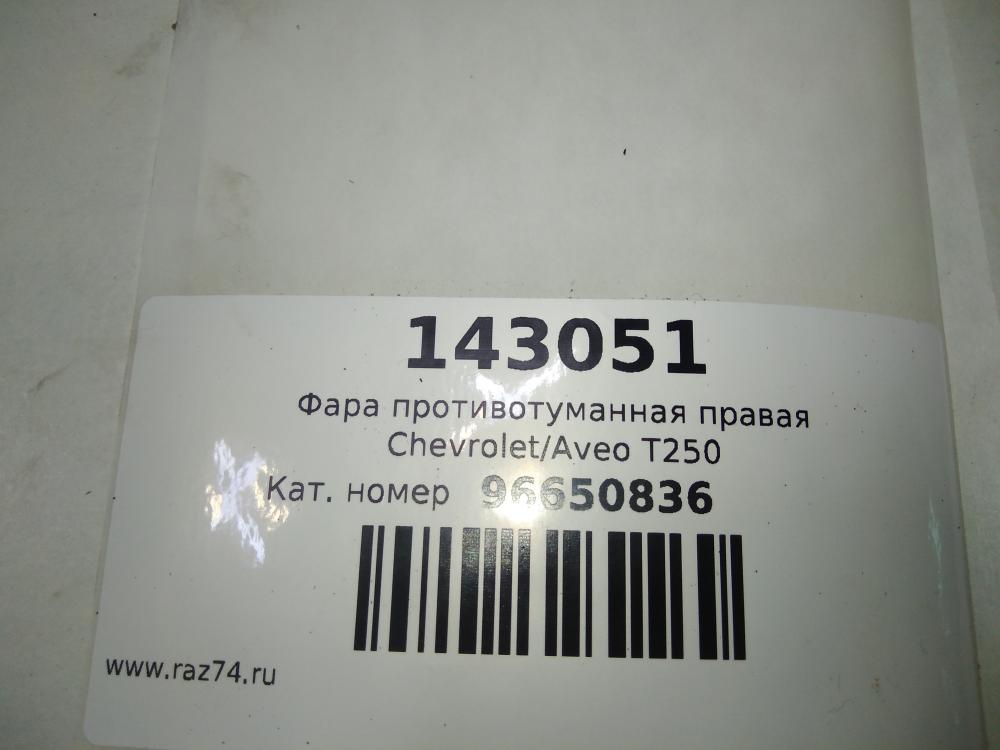 143051
Фара противотуманная правая
Chevrolet/Aveo T250
Кат. номер 96650836
www.raz74.ru